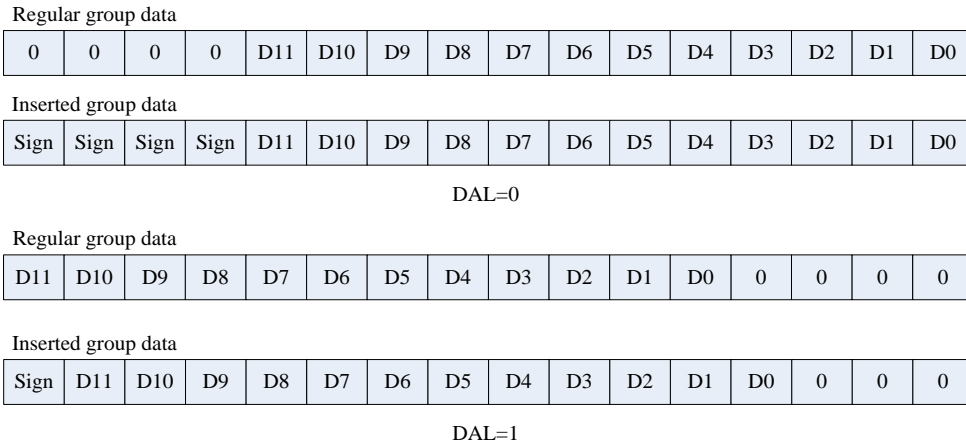 Regular group data
0 0 0 0 D11 D10 D9 D8 D7 D6 D5 D4 D3 D2 D1 D0
Inserted group data
Sign Sign Sign Sign D11 D10 D9 D8 D7 D6 D5 D4 D3 D2 D1 D0
DAL=0
Regular group data
D11 D10 D9 D8 D7 D6 D5 D4 D3 D2 D1 D0 0 0 0 0
Inserted group data
Sign D11 D10 D9 D8 D7 D6 D5 D4 D3 D2 D1 D0 0 0 0
DAL=1